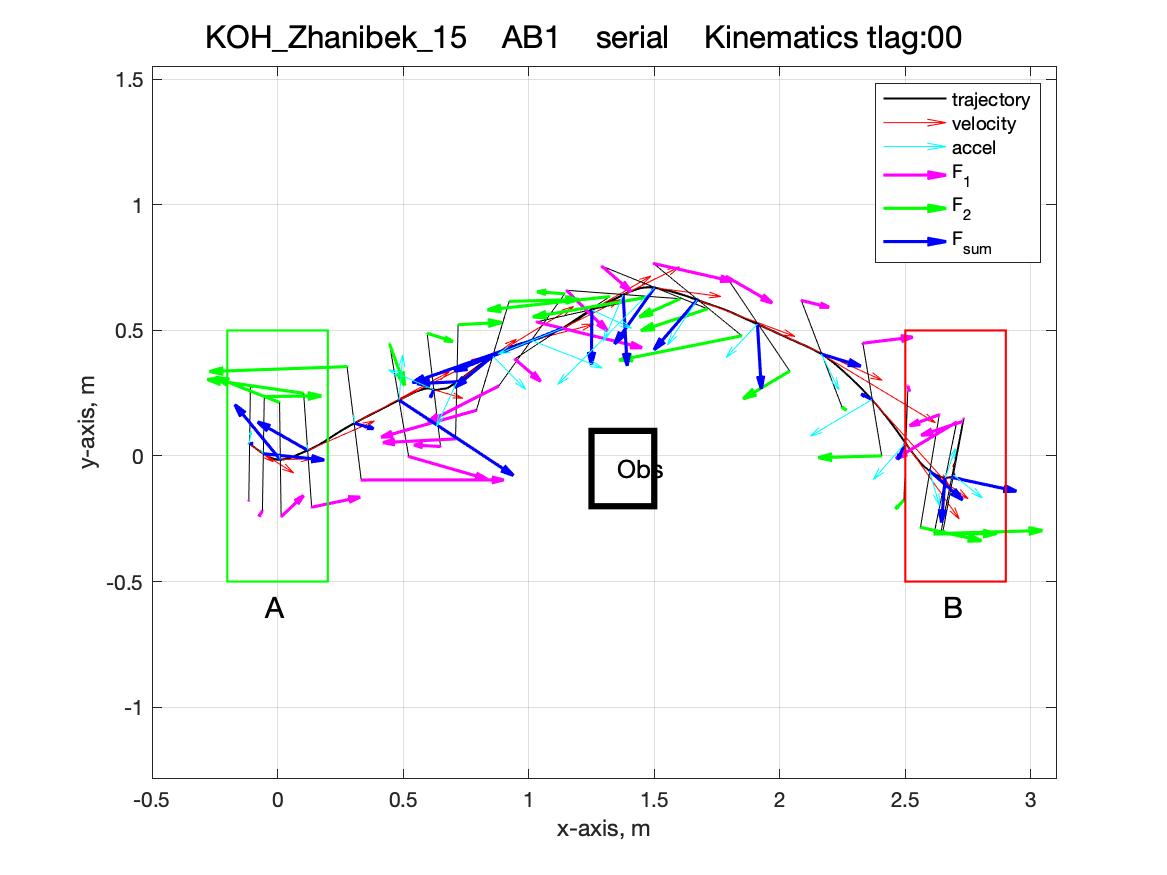 KOH_Zhanibek_15 AB1 serial Kinematics tlag:00
trajectory
velocity
accel
F1
F2
Fsum
1.5
1
0.5
0
-0.5
-1
y-axis, m
Obs
A
B
-0.5 0 0.5 1 1.5 2 2.5 3
x-axis, m